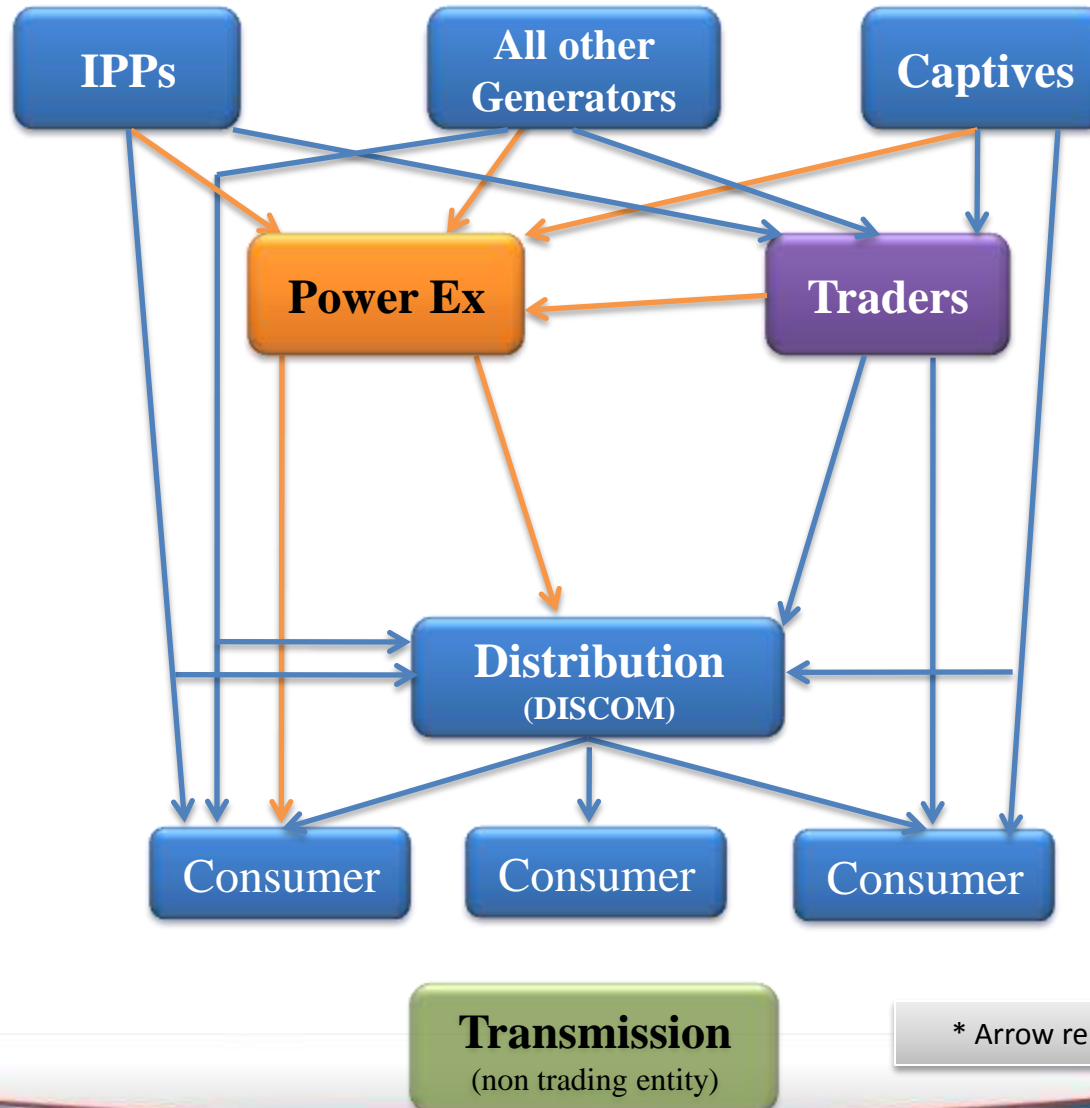 IPPs
All other
Generators
Captives
Power Ex
Traders
Distribution
(DISCOM)
Consumer
Consumer
Consumer
Transmission
(non trading entity)
* Arrow re